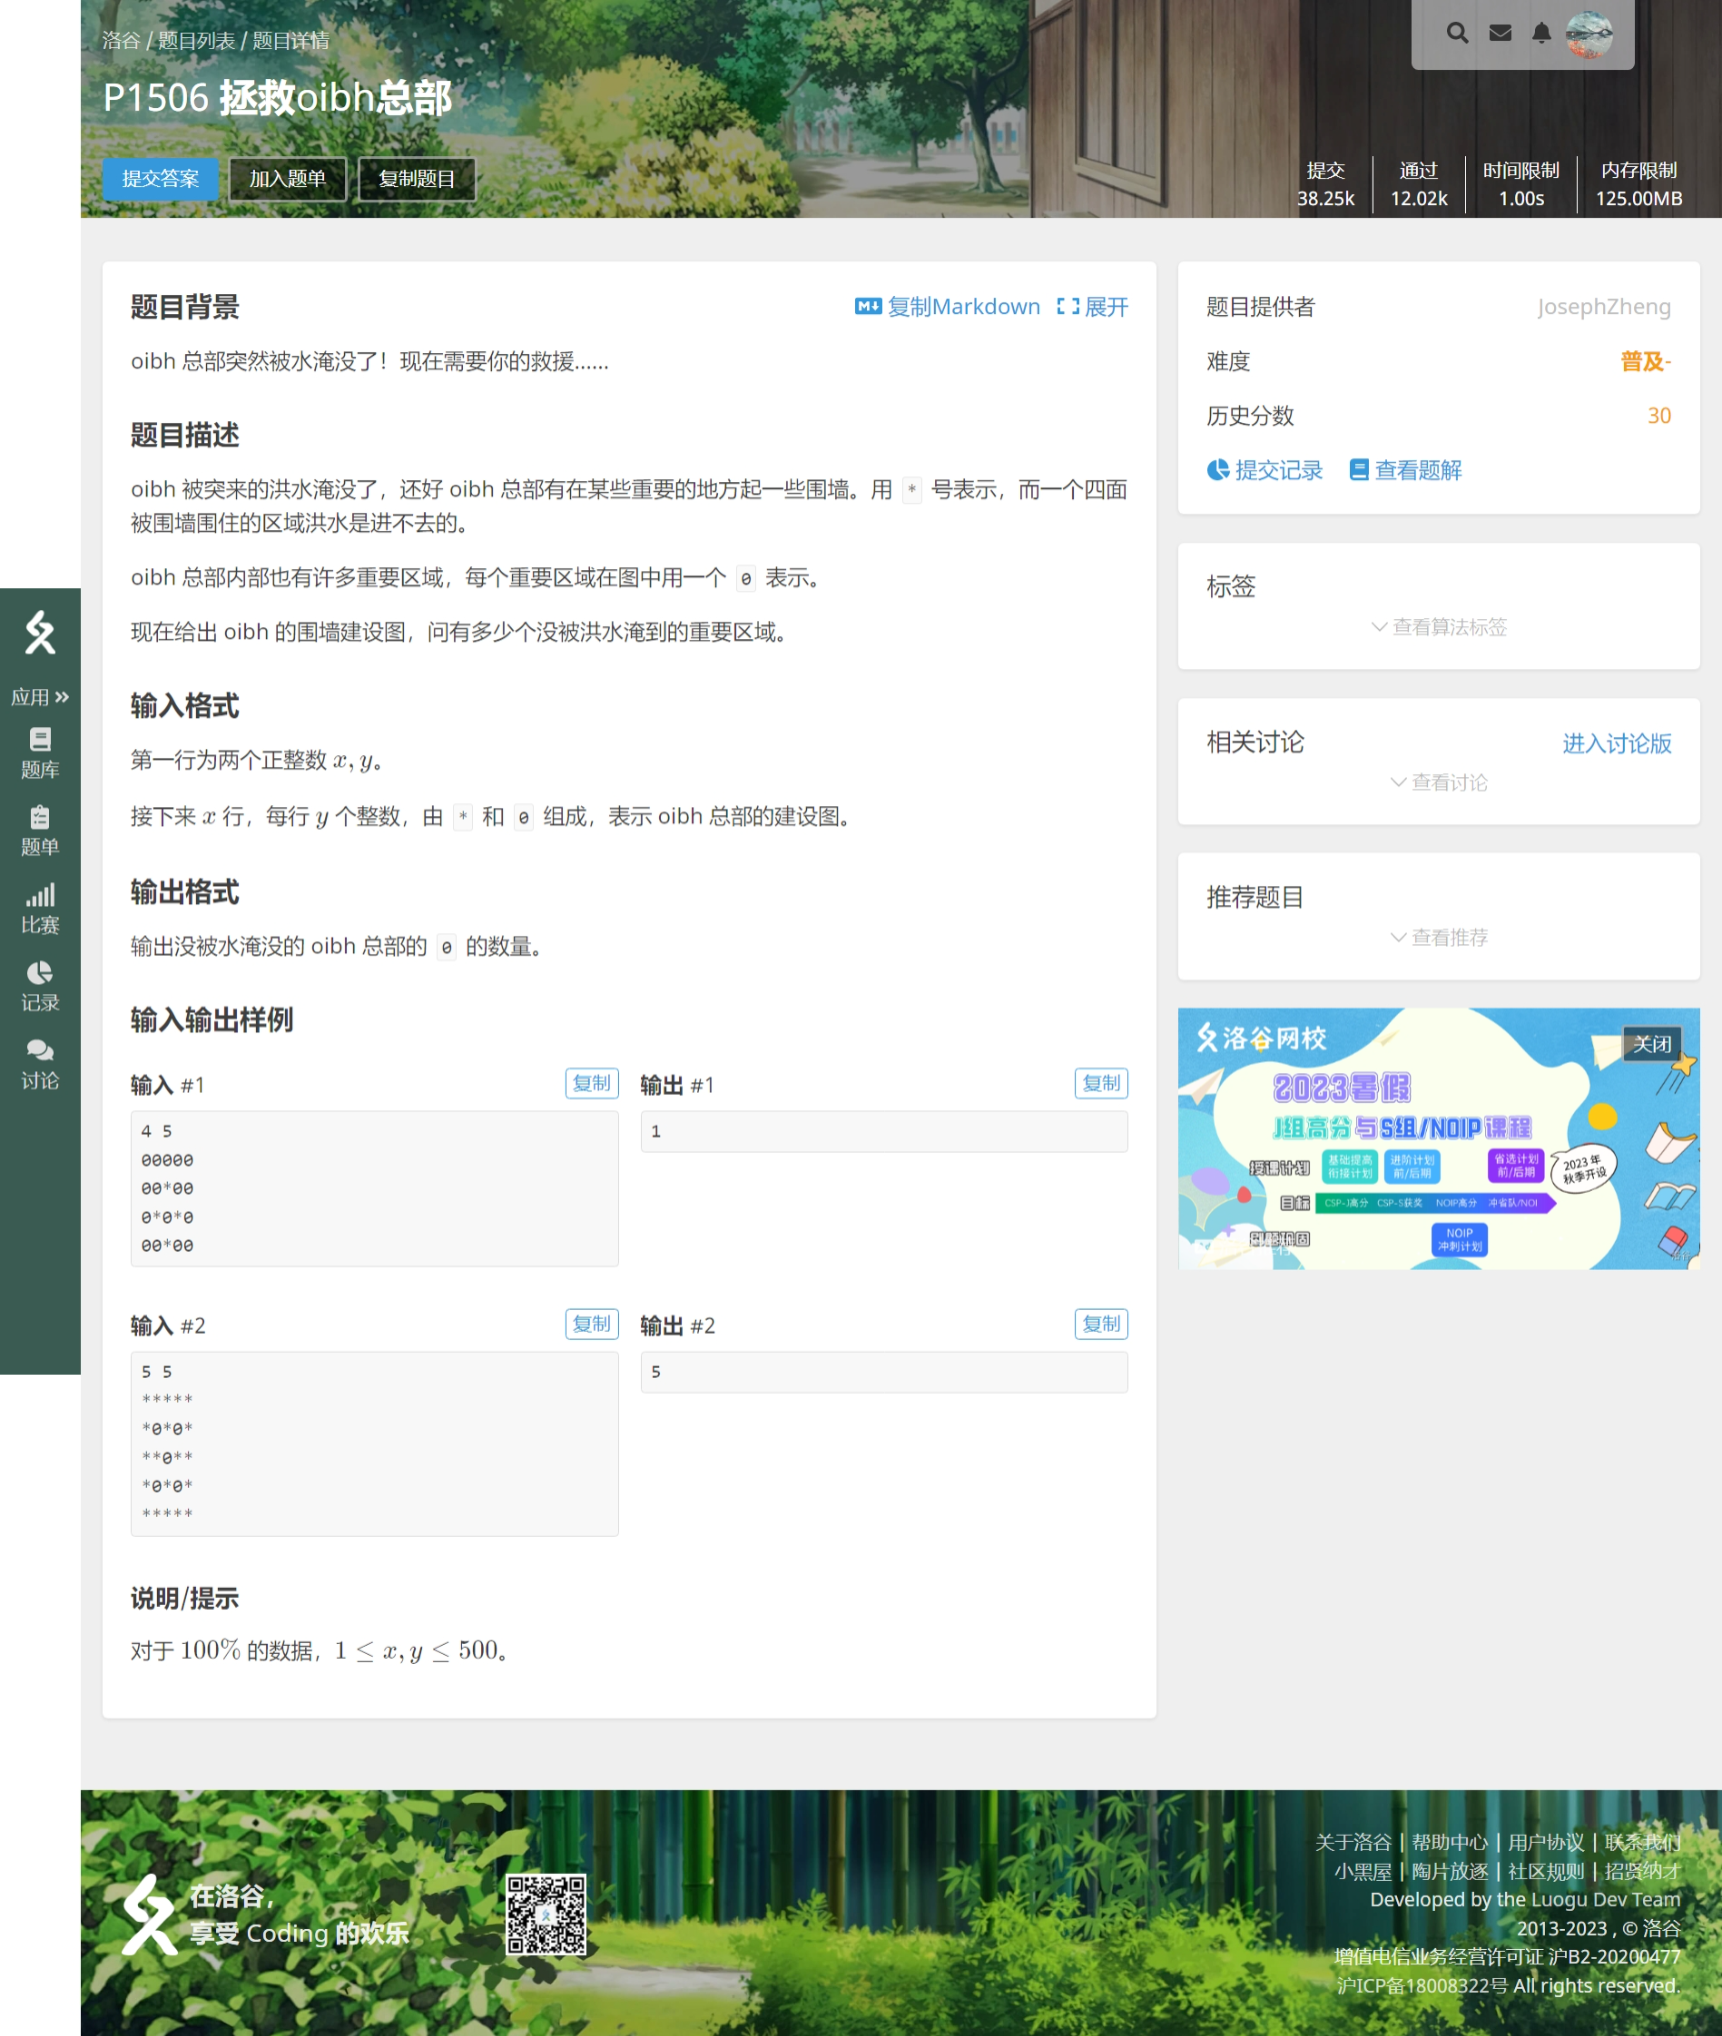 洛谷 / 题目列表 / 题目详情
P1506 拯救oibh总部
提交答案
加入题单
复制题目
提交
38.25k
通过
12.02k
时间限制
1.00s
内存限制
125.00MB
题目背景
复制Markdown
展开
oibh 总部突然被水淹没了！现在需要你的救援……
题目描述
oibh 被突来的洪水淹没了，还好 oibh 总部有在某些重要的地方起一些围墙。用 * 号表示，而一个四面
被围墙围住的区域洪水是进不去的。
oibh 总部内部也有许多重要区域，每个重要区域在图中用一个 0 表示。
现在给出 oibh 的围墙建设图，问有多少个没被洪水淹到的重要区域。
输入格式
第一行为两个正整数 x, y。
接下来 x 行，每行 y 个整数，由 * 和 0 组成，表示 oibh 总部的建设图。
输出格式
输出没被水淹没的 oibh 总部的 0 的数量。
输入输出样例
输入 #1
复制
4 5
00000
00*00
0*0*0
00*00
输出 #1
复制
1
输入 #2
复制
5 5
*****
*0*0*
**0**
*0*0*
*****
输出 #2
复制
5
说明/提示
对于 100% 的数据，1 ≤ x, y ≤ 500。
题目提供者
JosephZheng
难度
普及-
历史分数
30
提交记录
查看题解
标签
查看算法标签
相关讨论
进入讨论版
查看讨论
推荐题目
查看推荐
洛谷网校
关闭
2023暑假
J组高分与S组/NOIP课程
授课计划
基础提高
衔接计划
进阶计划
前/后期
省选计划
前/后期
2023 年
秋季开设
目标
CSP-J高分 CSP-S获奖 NOIP高分 冲省队/NOI
NOIP
冲刺计划
应用
题库
题单
比赛
记录
讨论
在洛谷，
享受 Coding 的欢乐
关于洛谷 | 帮助中心 | 用户协议 | 联系我们
小黑屋 | 陶片放逐 | 社区规则 | 招贤纳才
Developed by the Luogu Dev Team
2013-2023 , © 洛谷
增值电信业务经营许可证 沪B2-20200477
沪ICP备18008322号 All rights reserved.